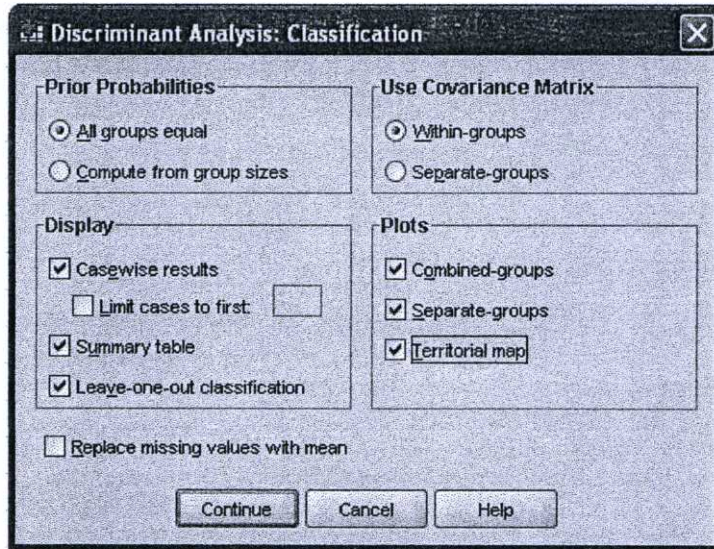 Discriminant Analysis: Classification
Prior Probabilities
All groups equal
Compute from group sizes
Use Covariance Matrix
Within-groups
Separate-groups
Display
Casewise results
Limit cases to first:
Summary table
Leave-one-out classification
Plots
Combined-groups
Separate-groups
Territorial map
Replace missing values with mean
Continue Cancel Help